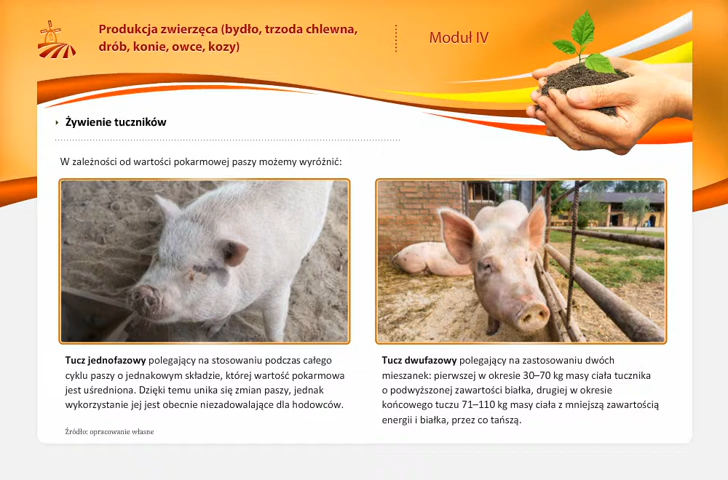 Produkcja zwierzęca (bydło, trzoda chlewna,
drób, konie, owce, kozy)
Moduł IV
Żywienie tuczników
W zależności od wartości pokarmowej paszy możemy wyróżnić:
Tucz jednofazowy polegający na stosowaniu podczas całego
cyklu paszy o jednakowym składzie, której wartość pokarmowa
jest uśredniona. Dzięki temu unika się zmian paszy, jednak
wykorzystanie jej jest obecnie niezadowalające dla hodowców.
Tucz dwufazowy polegający na zastosowaniu dwóch
mieszanek: pierwszej w okresie 30–70 kg masy ciała tucznika
o podwyższonej zawartości białka, drugiej w okresie
końcowego tuczu 71–110 kg masy ciała z mniejszą zawartością
energii i białka, przez co tańszą.
Źródło: opracowanie własne